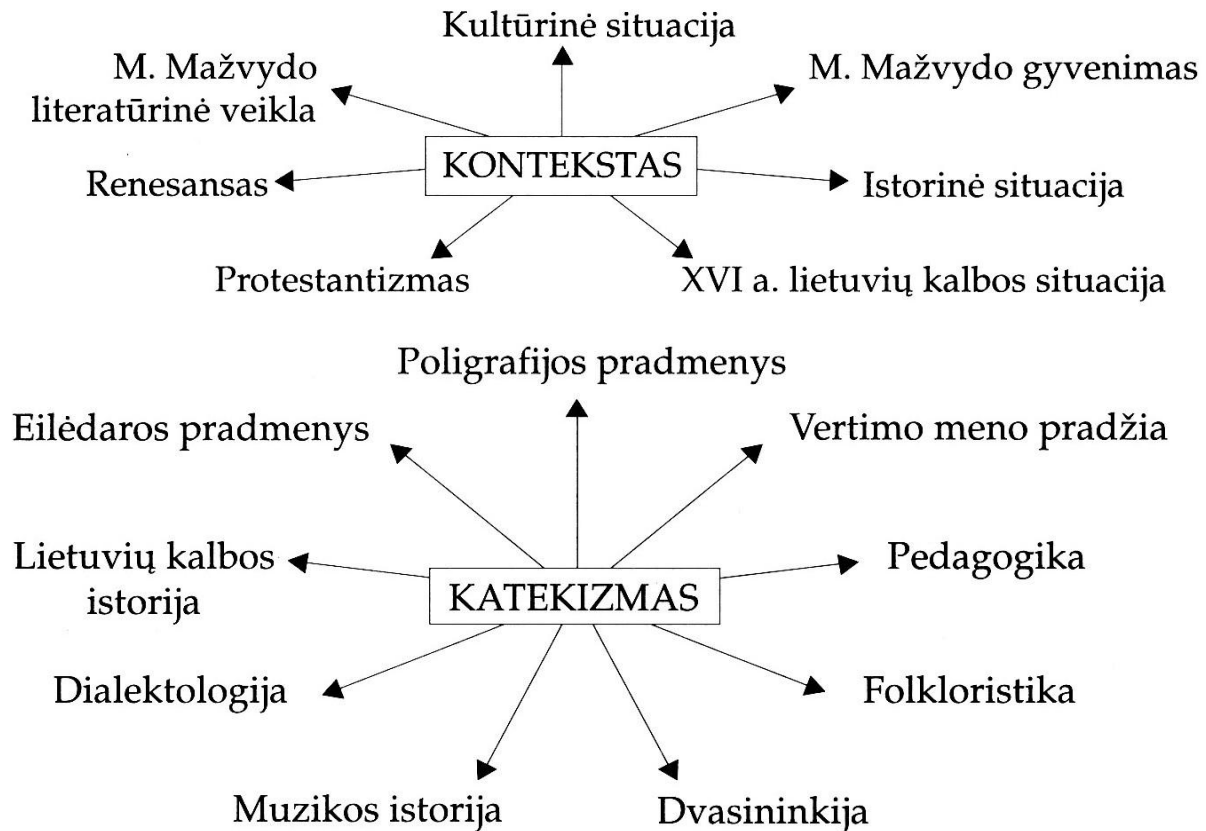 Kultūrinė situacija
M. Mažvydo
literatūrinė veikla
M. Mažvydo gyvenimas
KONTEKSTAS
Renesansas
Istorinė situacija
Protestantizmas
XVI a. lietuvių kalbos situacija
Poligrafijos pradmenys
Eilėdaros pradmenys
Vertimo meno pradžia
Lietuvių kalbos
istorija
Pedagogika
KATEKIZMAS
Dialektologija
Folkloristika
Muzikos istorija
Dvasininkija